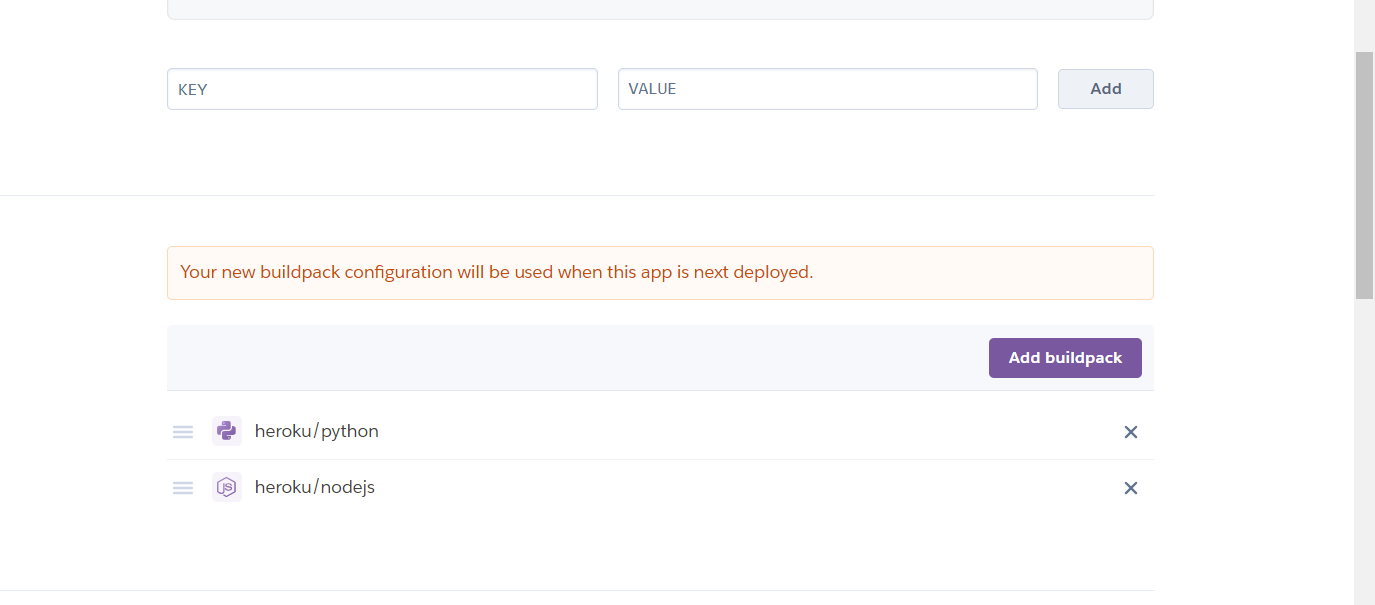 KEY
VALUE
Add
Your new buildpack configuration will be used when this app is next deployed.
Add buildpack
heroku/python
heroku/nodejs